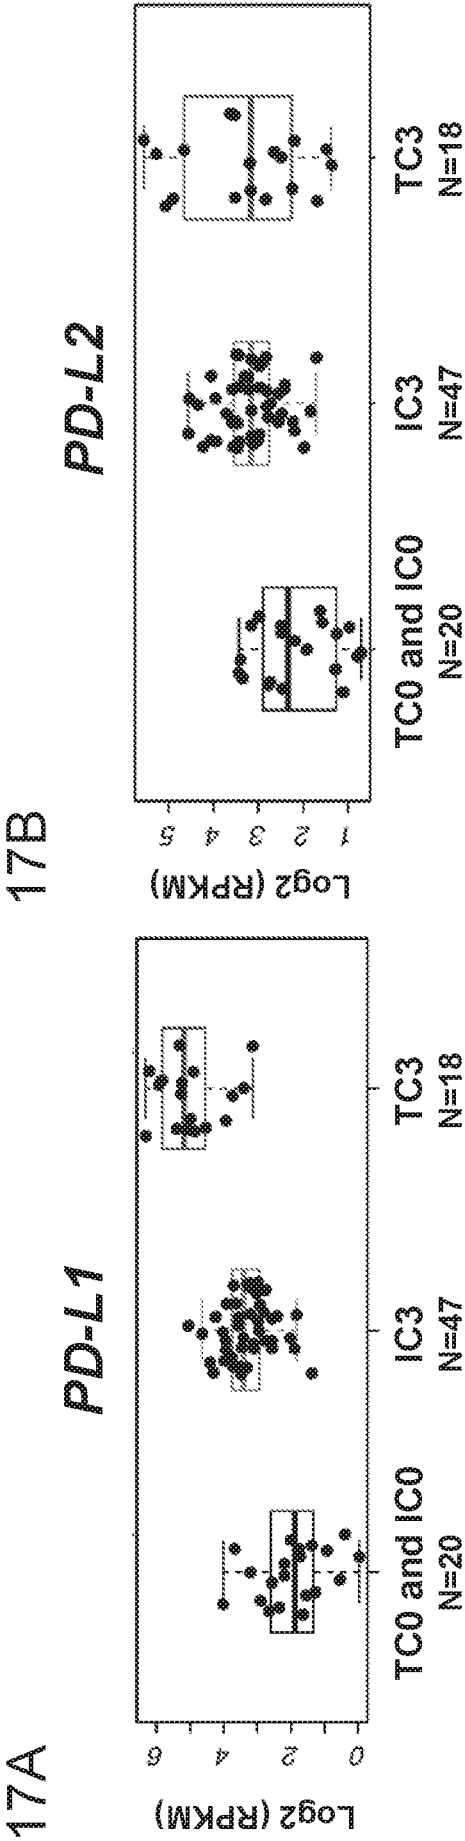 17A
PD-L1
Log2 (RPKM)
6
4
2
0
TC0 and IC0
N=20
IC3
N=47
TC3
N=18
17B
PD-L2
Log2 (RPKM)
5
4
3
2
1
TC0 and IC0
N=20
IC3
N=47
TC3
N=18